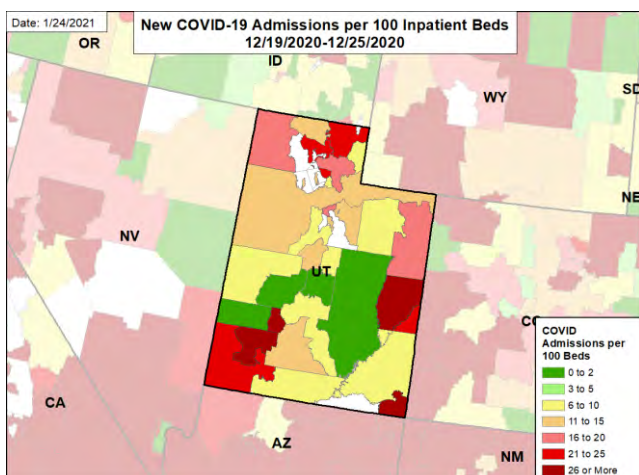 Date: 1/24/2021
New COVID-19 Admissions per 100 Inpatient Beds
12/19/2020-12/25/2020
OR
ID
WY
SD
NE
NV
UT
CO
CA
AZ
NM
COVID
Admissions per
100 Beds
0 to 2
3 to 5
6 to 10
11 to 15
16 to 20
21 to 25
26 or More